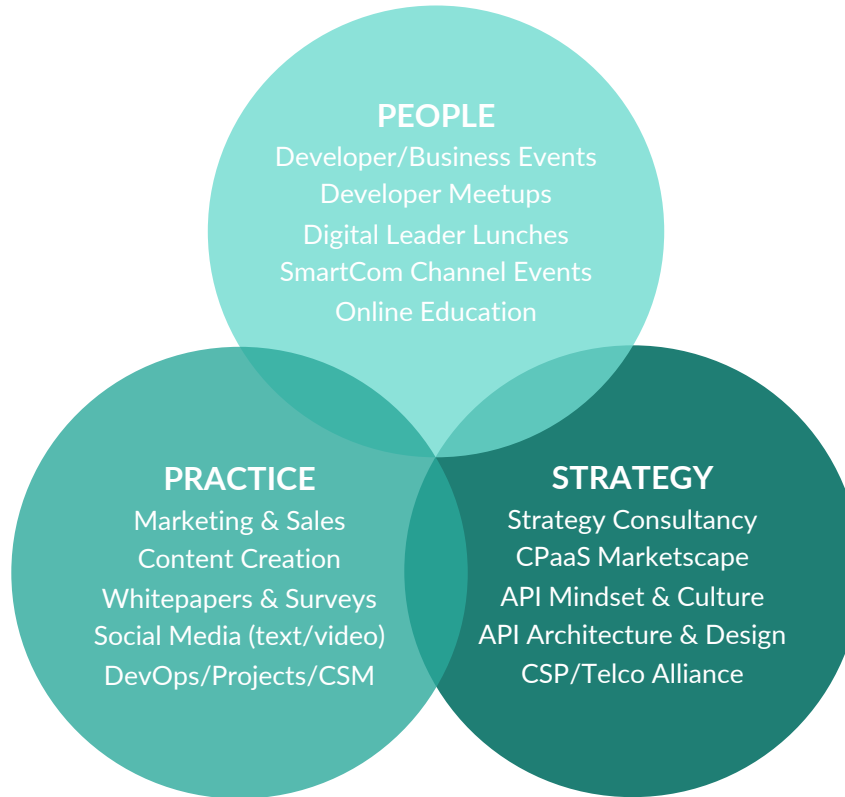 PEOPLE
Developer/Business Events
Developer Meetups
Digital Leader Lunches
SmartCom Channel Events
Online Education
PRACTICE
Marketing & Sales
Content Creation
Whitepapers & Surveys
Social Media (text/video)
DevOps/Projects/CSM
STRATEGY
Strategy Consultancy
CPaaS Marketscape
API Mindset & Culture
API Architecture & Design
CSP/Telco Alliance